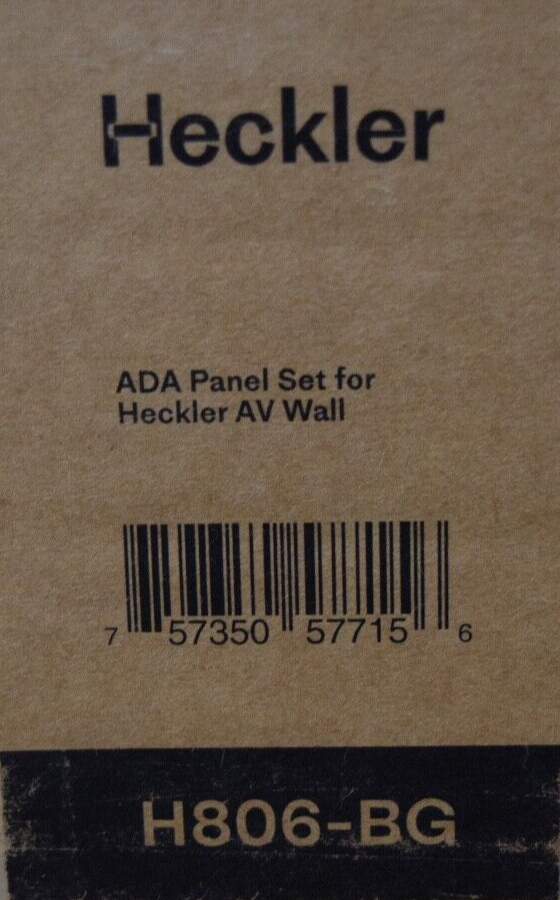 Heckler
ADA Panel Set for
Heckler AV Wall
7 57350 57715 6
H806-BG